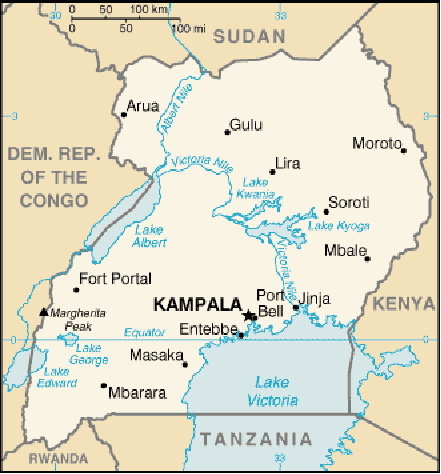 0 50 100 km
0 50 100 mi
30
33
SUDAN
3
3
Arua
Albert Nile
Gulu
Moroto
DEM. REP.
OF THE
CONGO
Victoria Nile
Lira
Lake
Kwania
Soroti
Lake Kyoga
Lake
Albert
Mbale
Victoria Nile
Fort Portal
KAMPALA
Port
Bell
Jinja
KENYA
Margherita
Peak
Equator
Entebbe
0
0
Lake
George
Masaka
Lake
Edward
Mbarara
Lake
Victoria
TANZANIA
RWANDA
30
33